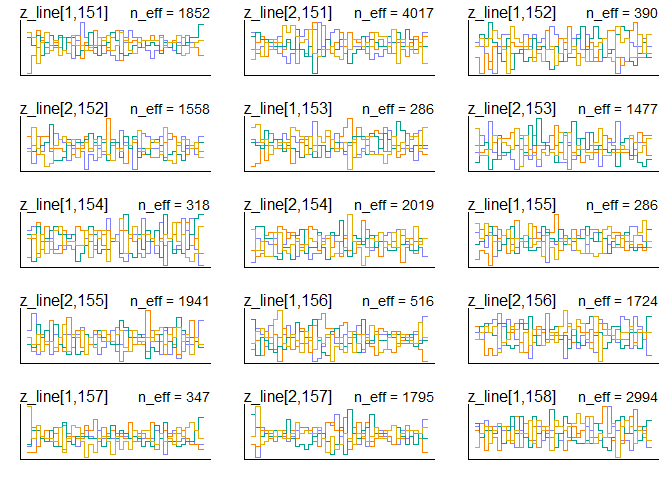 z_line[1,151] n_eff = 1852 z_line[2,151] n_eff = 4017 z_line[1,152] n_eff = 390
z_line[2,152] n_eff = 1558 z_line[1,153] n_eff = 286 z_line[2,153] n_eff = 1477
z_line[1,154] n_eff = 318 z_line[2,154] n_eff = 2019 z_line[1,155] n_eff = 286
z_line[2,155] n_eff = 1941 z_line[1,156] n_eff = 516 z_line[2,156] n_eff = 1724
z_line[1,157] n_eff = 347 z_line[2,157] n_eff = 1795 z_line[1,158] n_eff = 2994